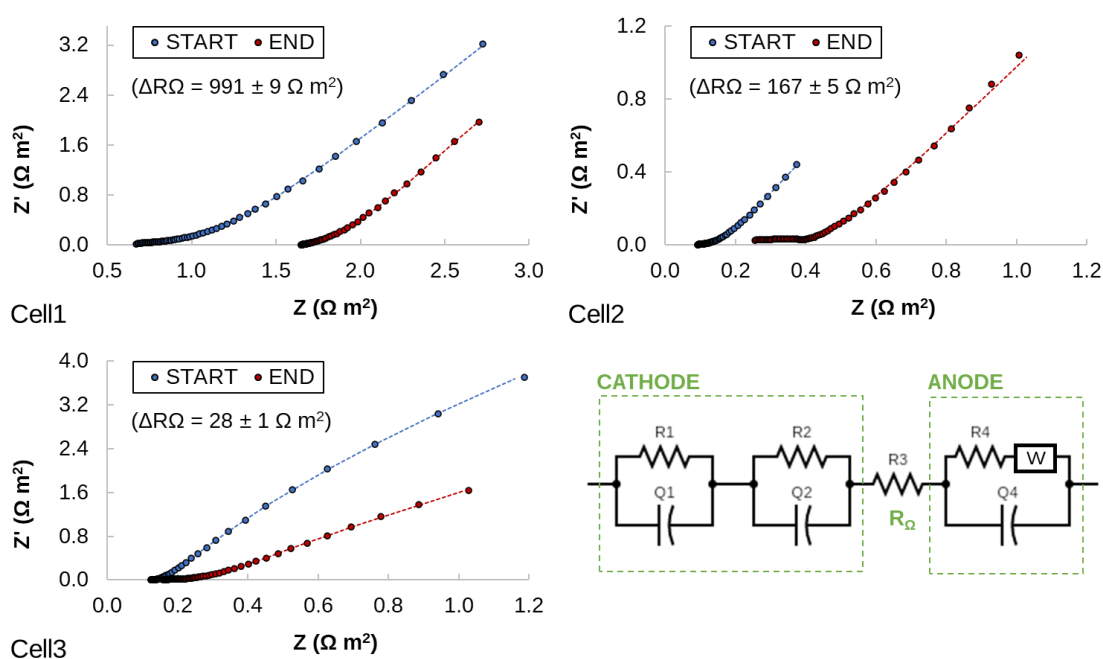 START END
(ΔRΩ = 991 ± 9 Ω m²)
3.2
2.4
1.6
0.8
0.0
Z' (Ω m²)
0.5 1.0 1.5 2.0 2.5 3.0
Z (Ω m²)
Cell1
START END
(ΔRΩ = 167 ± 5 Ω m²)
1.2
0.8
0.4
0.0
Z' (Ω m²)
0.0 0.2 0.4 0.6 0.8 1.0 1.2
Z (Ω m²)
Cell2
START END
(ΔRΩ = 28 ± 1 Ω m²)
4.0
3.2
2.4
1.6
0.8
0.0
Z' (Ω m²)
0.0 0.2 0.4 0.6 0.8 1.0 1.2
Z (Ω m²)
Cell3
CATHODE ANODE
R1 R2 R3 R4 W
Q1 Q2 Q4
RΩ